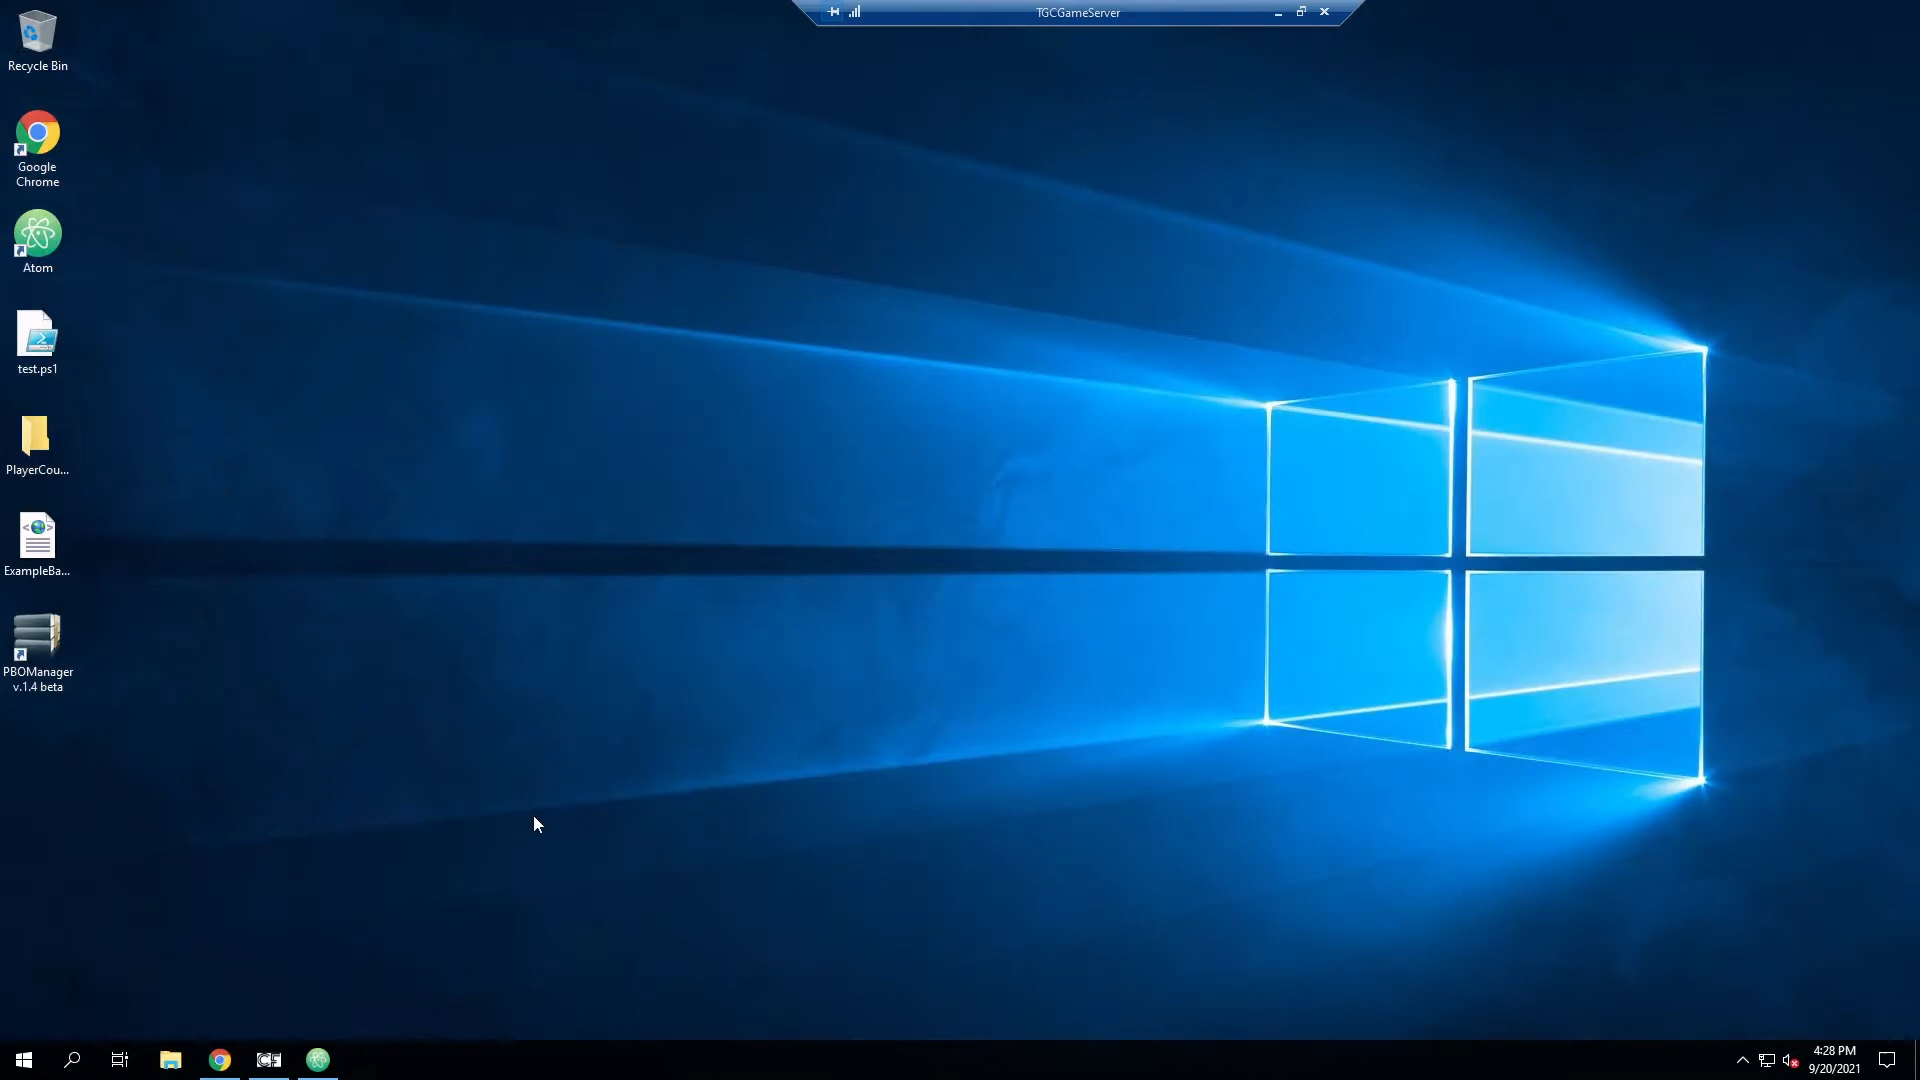 TGCGameServer
Recycle Bin
Google
Chrome
Atom
test.ps1
PlayerCou...
ExampleBa...
PBOManager
v.1.4 beta
CF
4:28 PM
9/20/2021